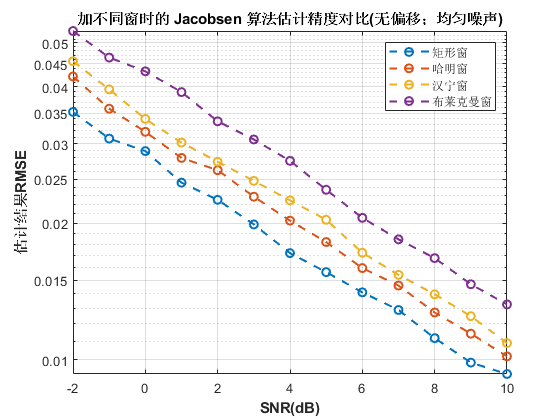 加不同窗时的 Jacobsen 算法估计精度对比(无偏移；均匀噪声)
矩形窗
哈明窗
汉宁窗
布莱克曼窗
估计结果RMSE
0.05
0.045
0.04
0.035
0.03
0.025
0.02
0.015
0.01
-2 0 2 4 6 8 10
SNR(dB)